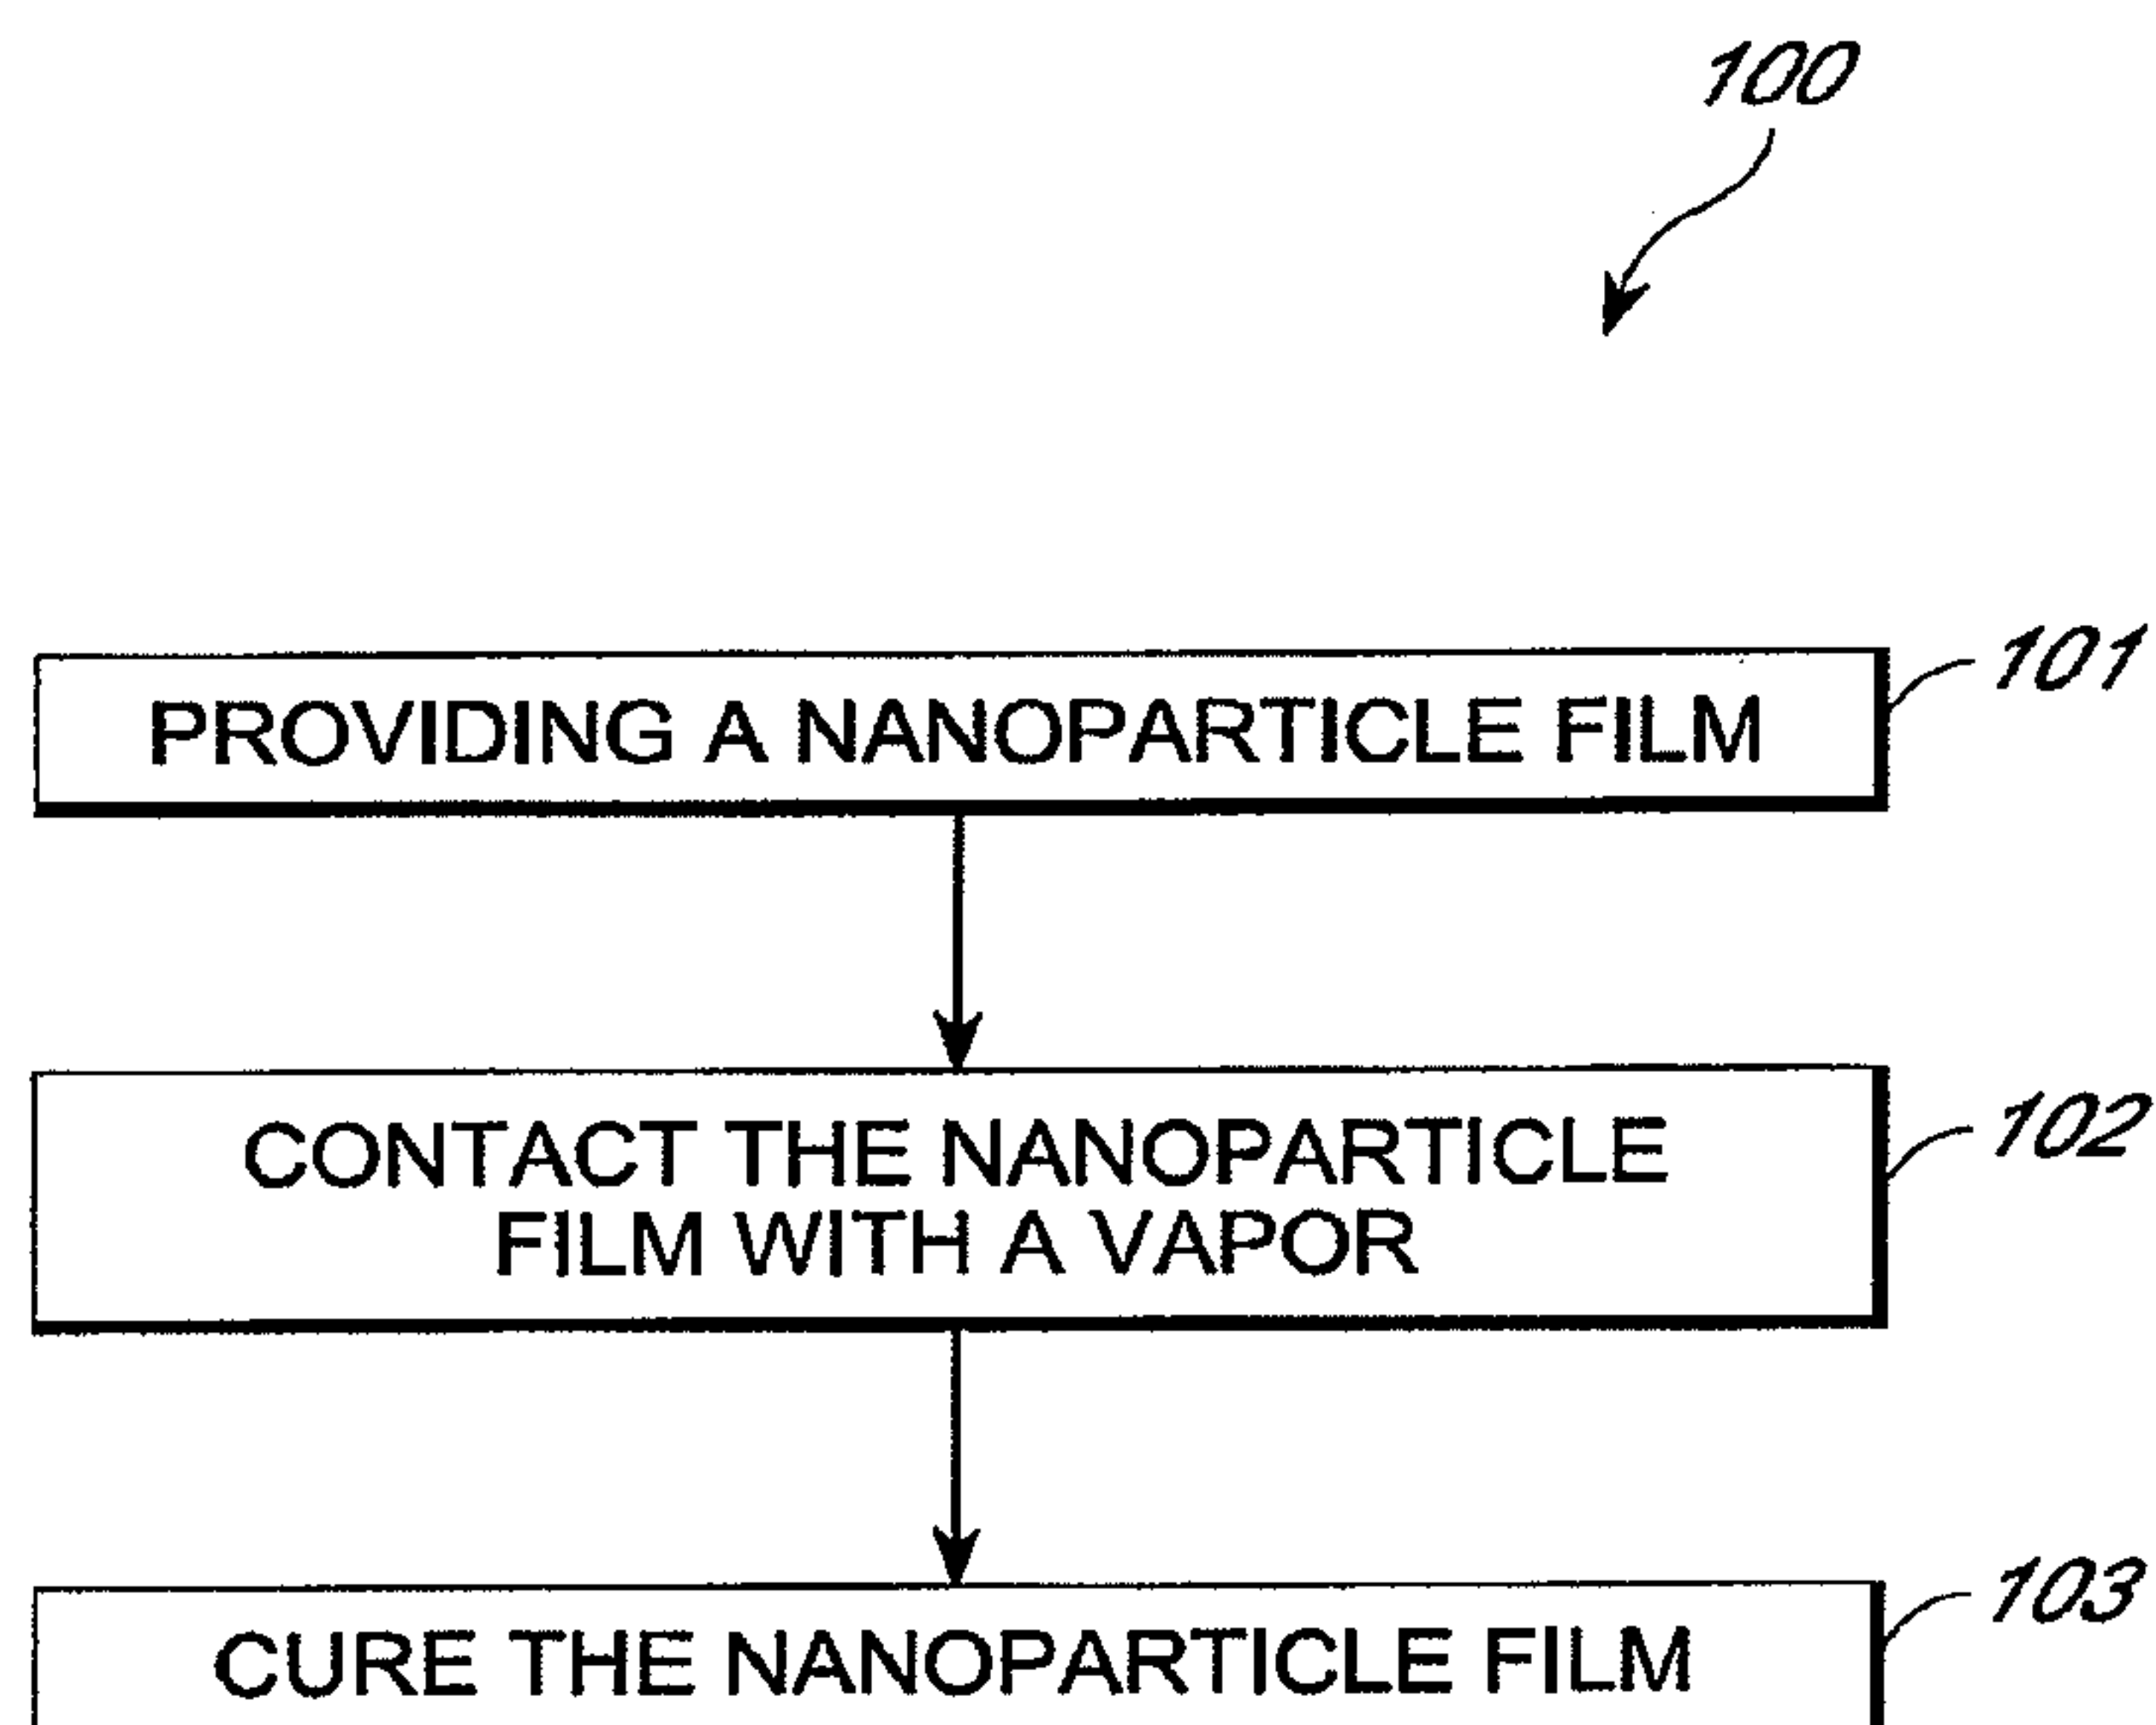 100
PROVIDING A NANOPARTICLE FILM
101
CONTACT THE NANOPARTICLE
FILM WITH A VAPOR
102
CURE THE NANOPARTICLE FILM
103